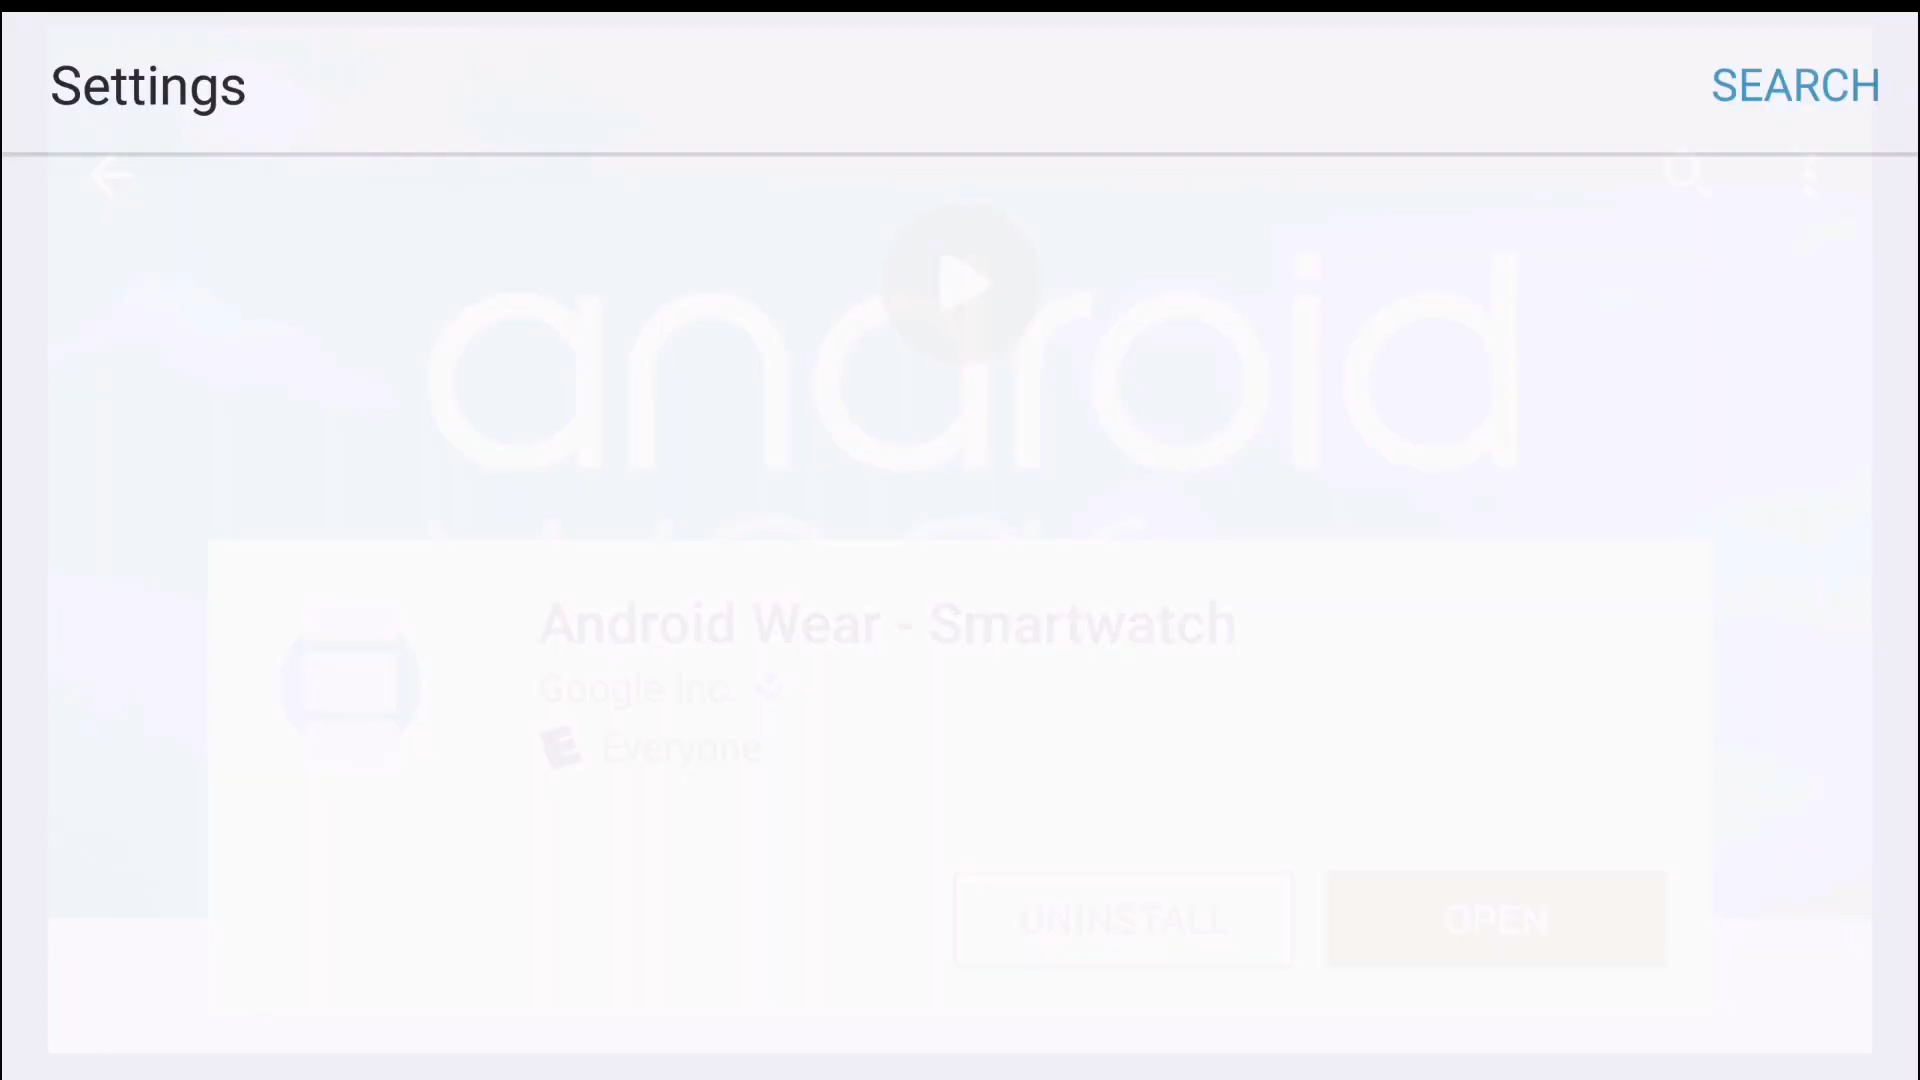 Settings
SEARCH
android
Android Wear - Smartwatch
Google Inc.
E Everyone
UNINSTALL
OPEN